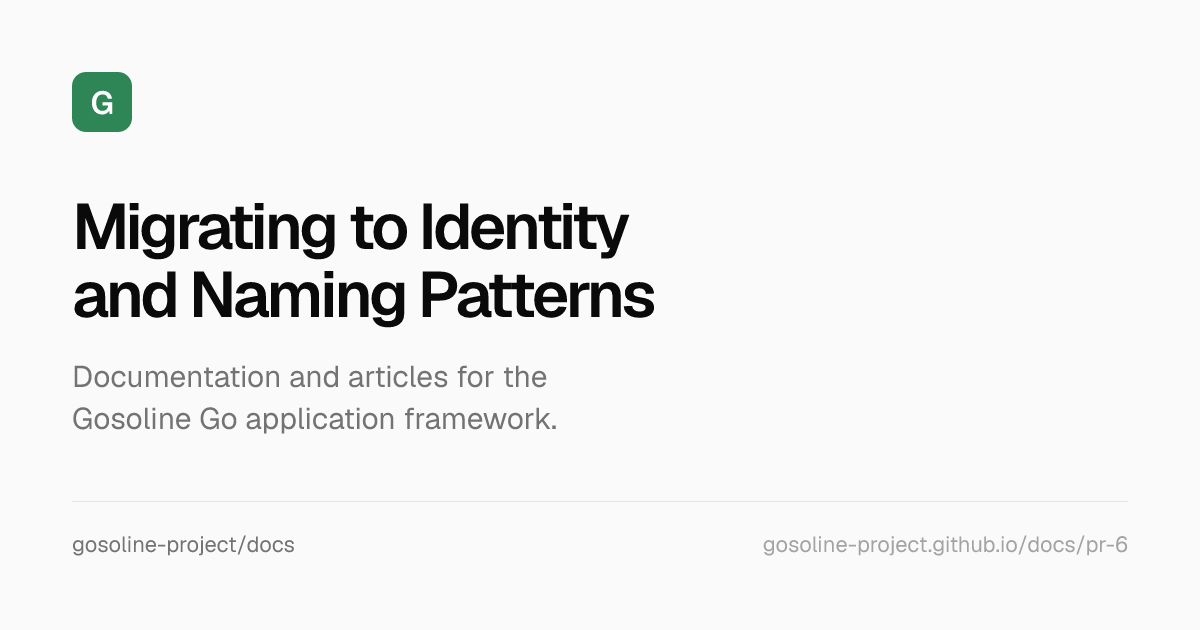 G
Migrating to Identity
and Naming Patterns
Documentation and articles for the
Gosoline Go application framework.
gosoline-project/docs
gosoline-project.github.io/docs/pr-6